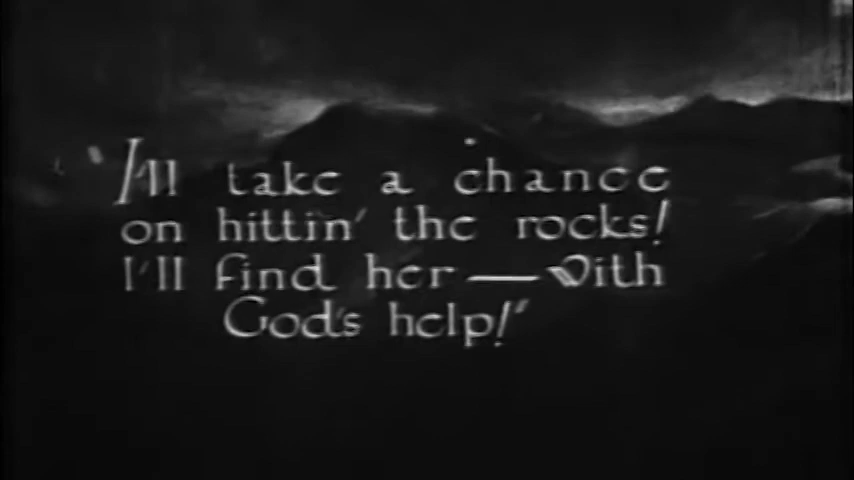 "I'll take a chance
on hittin' the rocks!
I'll find her — with
God's help!"